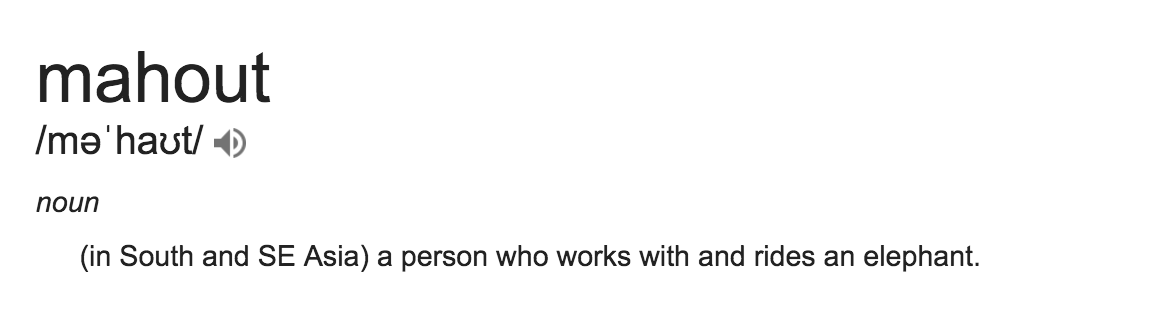 mahout
/məˈhaʊt/
noun
(in South and SE Asia) a person who works with and rides an elephant.